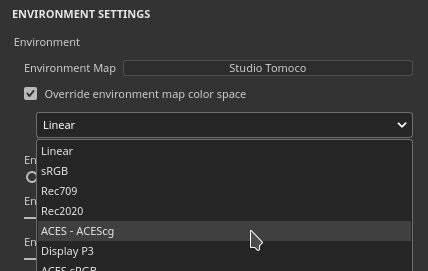 ENVIRONMENT SETTINGS
Environment
Environment Map Studio Tomoco
Override environment map color space
Linear
Linear
En
sRGB
Rec709
En
Rec2020
ACES - ACEScg
En
Display P3
ACES sRGB